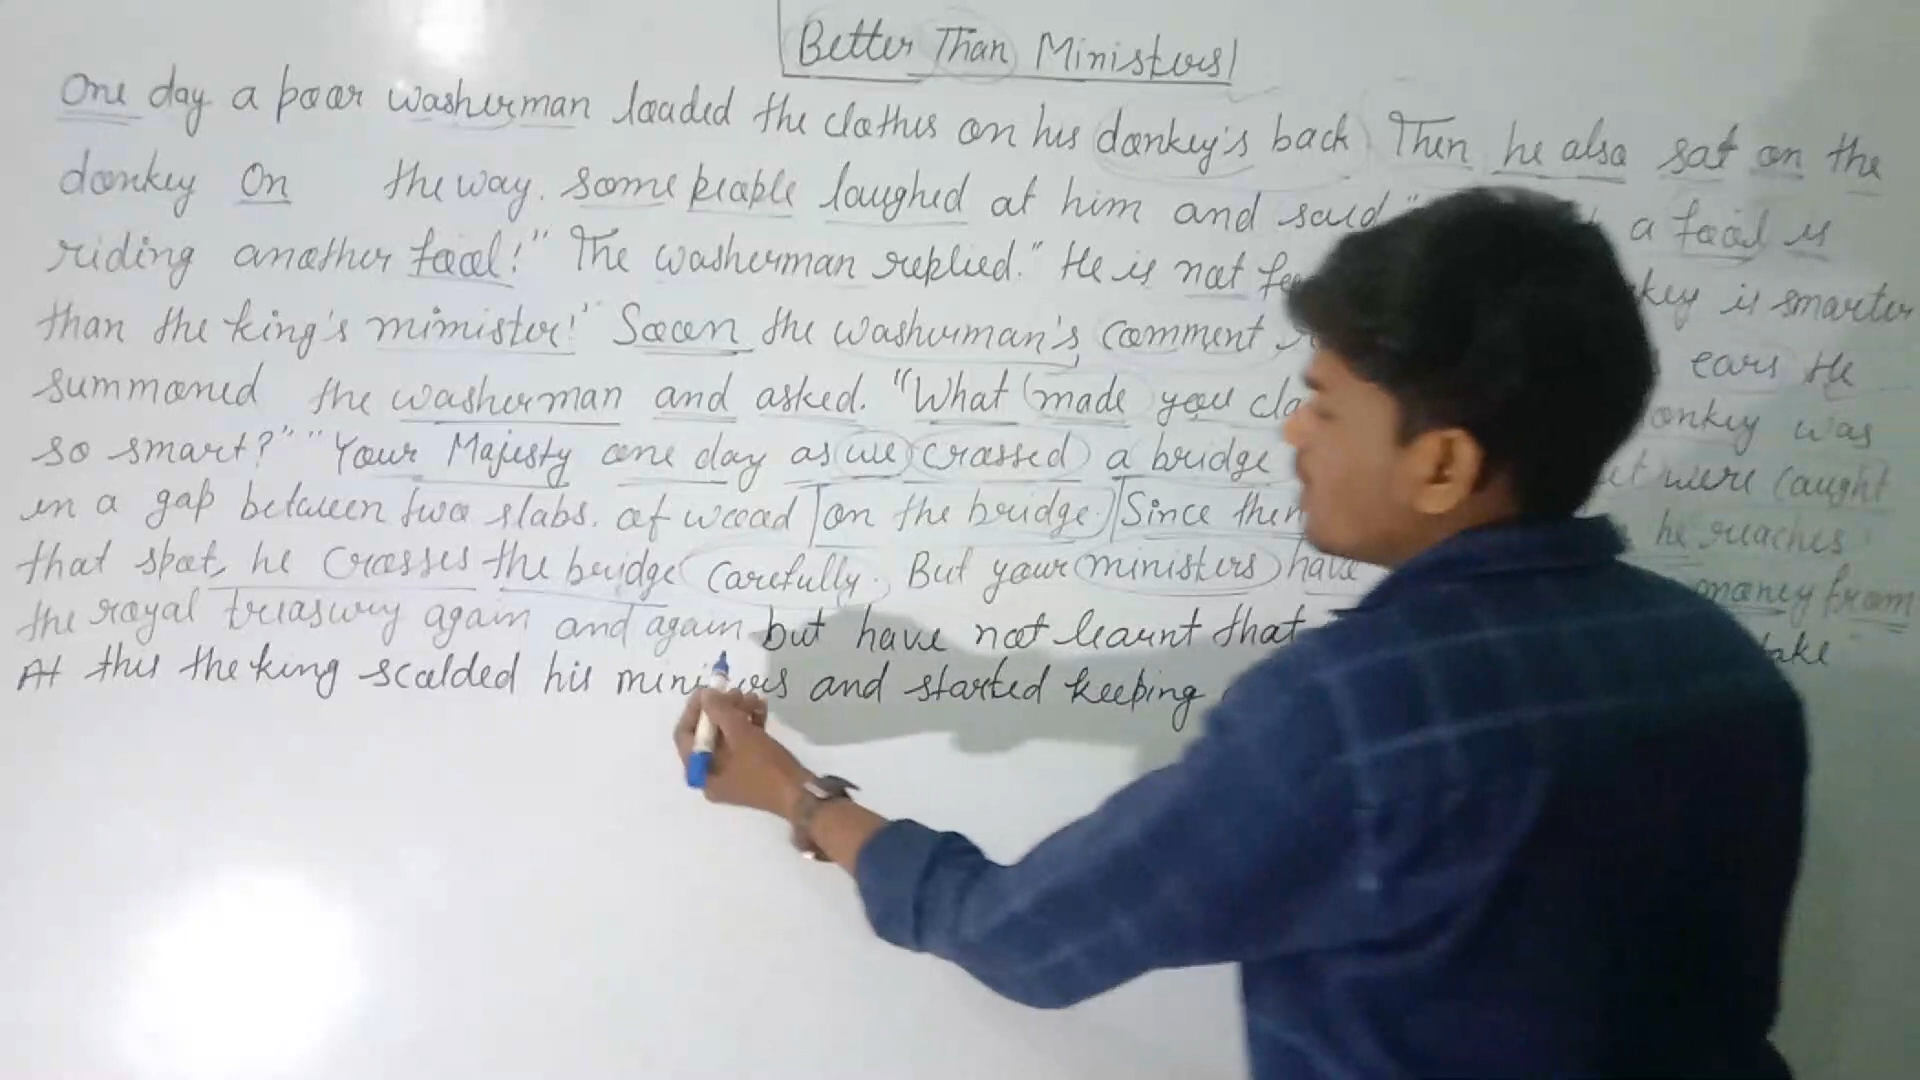 Better Than Ministers
One day a poor washerman loaded the clothes on his donkey's back Then he also sat on the
donkey On the way. some people laughed at him and said " a fool is
riding another fool!" The washerman replied." He is not key is smarter
than the king's mimister!" Soon the washerman's comment ears He
summoned the washerman and asked. "What made you donkey was
so smart?" "Your Majesty one day as we crossed a bridge were caught
in a gap between two slabs. of wood on the bridge. Since then he reaches
that spot, he crosses the bridge carefully. But your ministers have money from
the royal treasury again and again but have not learnt that take
At this the king scolded his ministers and started keeping